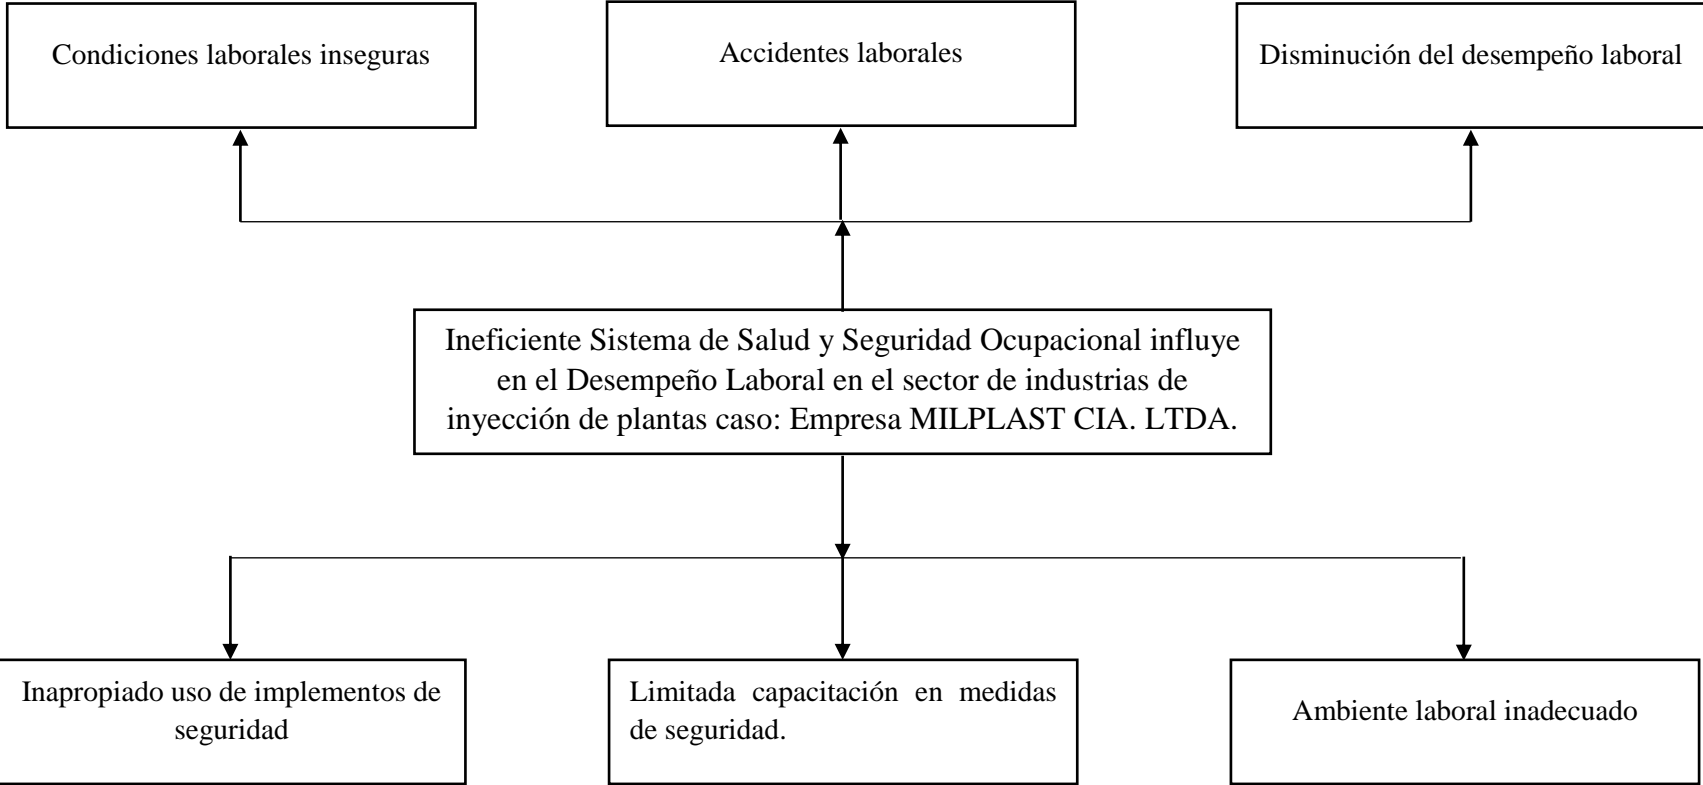 Condiciones laborales inseguras
Accidentes laborales
Disminución del desempeño laboral
Ineficiente Sistema de Salud y Seguridad Ocupacional influye
en el Desempeño Laboral en el sector de industrias de
inyección de plantas caso: Empresa MILPLAST CIA. LTDA.
Inapropiado uso de implementos de
seguridad
Limitada capacitación en medidas
de seguridad.
Ambiente laboral inadecuado